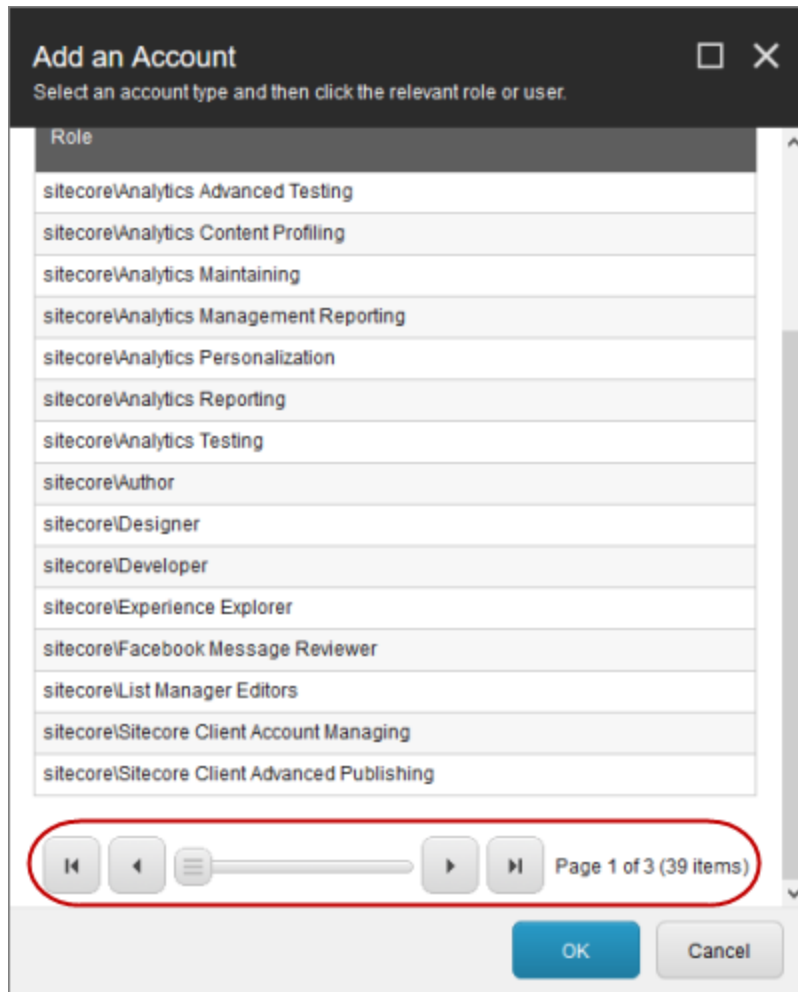 Add an Account
Select an account type and then click the relevant role or user.
Role
sitecore\Analytics Advanced Testing
sitecore\Analytics Content Profiling
sitecore\Analytics Maintaining
sitecore\Analytics Management Reporting
sitecore\Analytics Personalization
sitecore\Analytics Reporting
sitecore\Analytics Testing
sitecore\Author
sitecore\Designer
sitecore\Developer
sitecore\Experience Explorer
sitecore\Facebook Message Reviewer
sitecore\List Manager Editors
sitecore\Sitecore Client Account Managing
sitecore\Sitecore Client Advanced Publishing
Page 1 of 3 (39 items)
OK Cancel